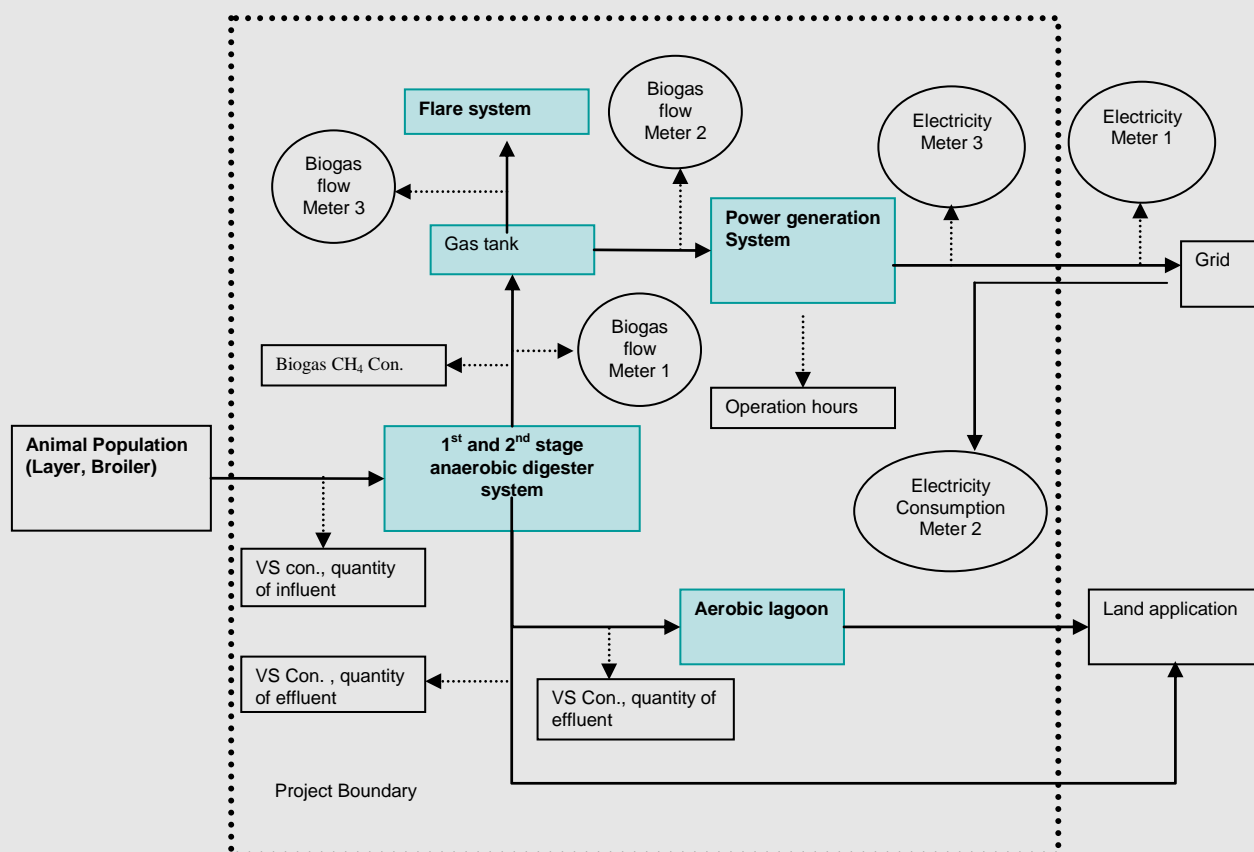 Flare system
Biogas
flow
Meter 2
Electricity
Meter 3
Electricity
Meter 1
Biogas
flow
Meter 3
Gas tank
Power generation
System
Grid
Biogas
flow
Meter 1
Biogas CH₄ Con.
Operation hours
Animal Population
(Layer, Broiler)
1st and 2nd stage
anaerobic digester
system
Electricity
Consumption
Meter 2
VS con., quantity
of influent
Aerobic lagoon
Land application
VS Con. , quantity
of effluent
VS Con., quantity of
effluent
Project Boundary